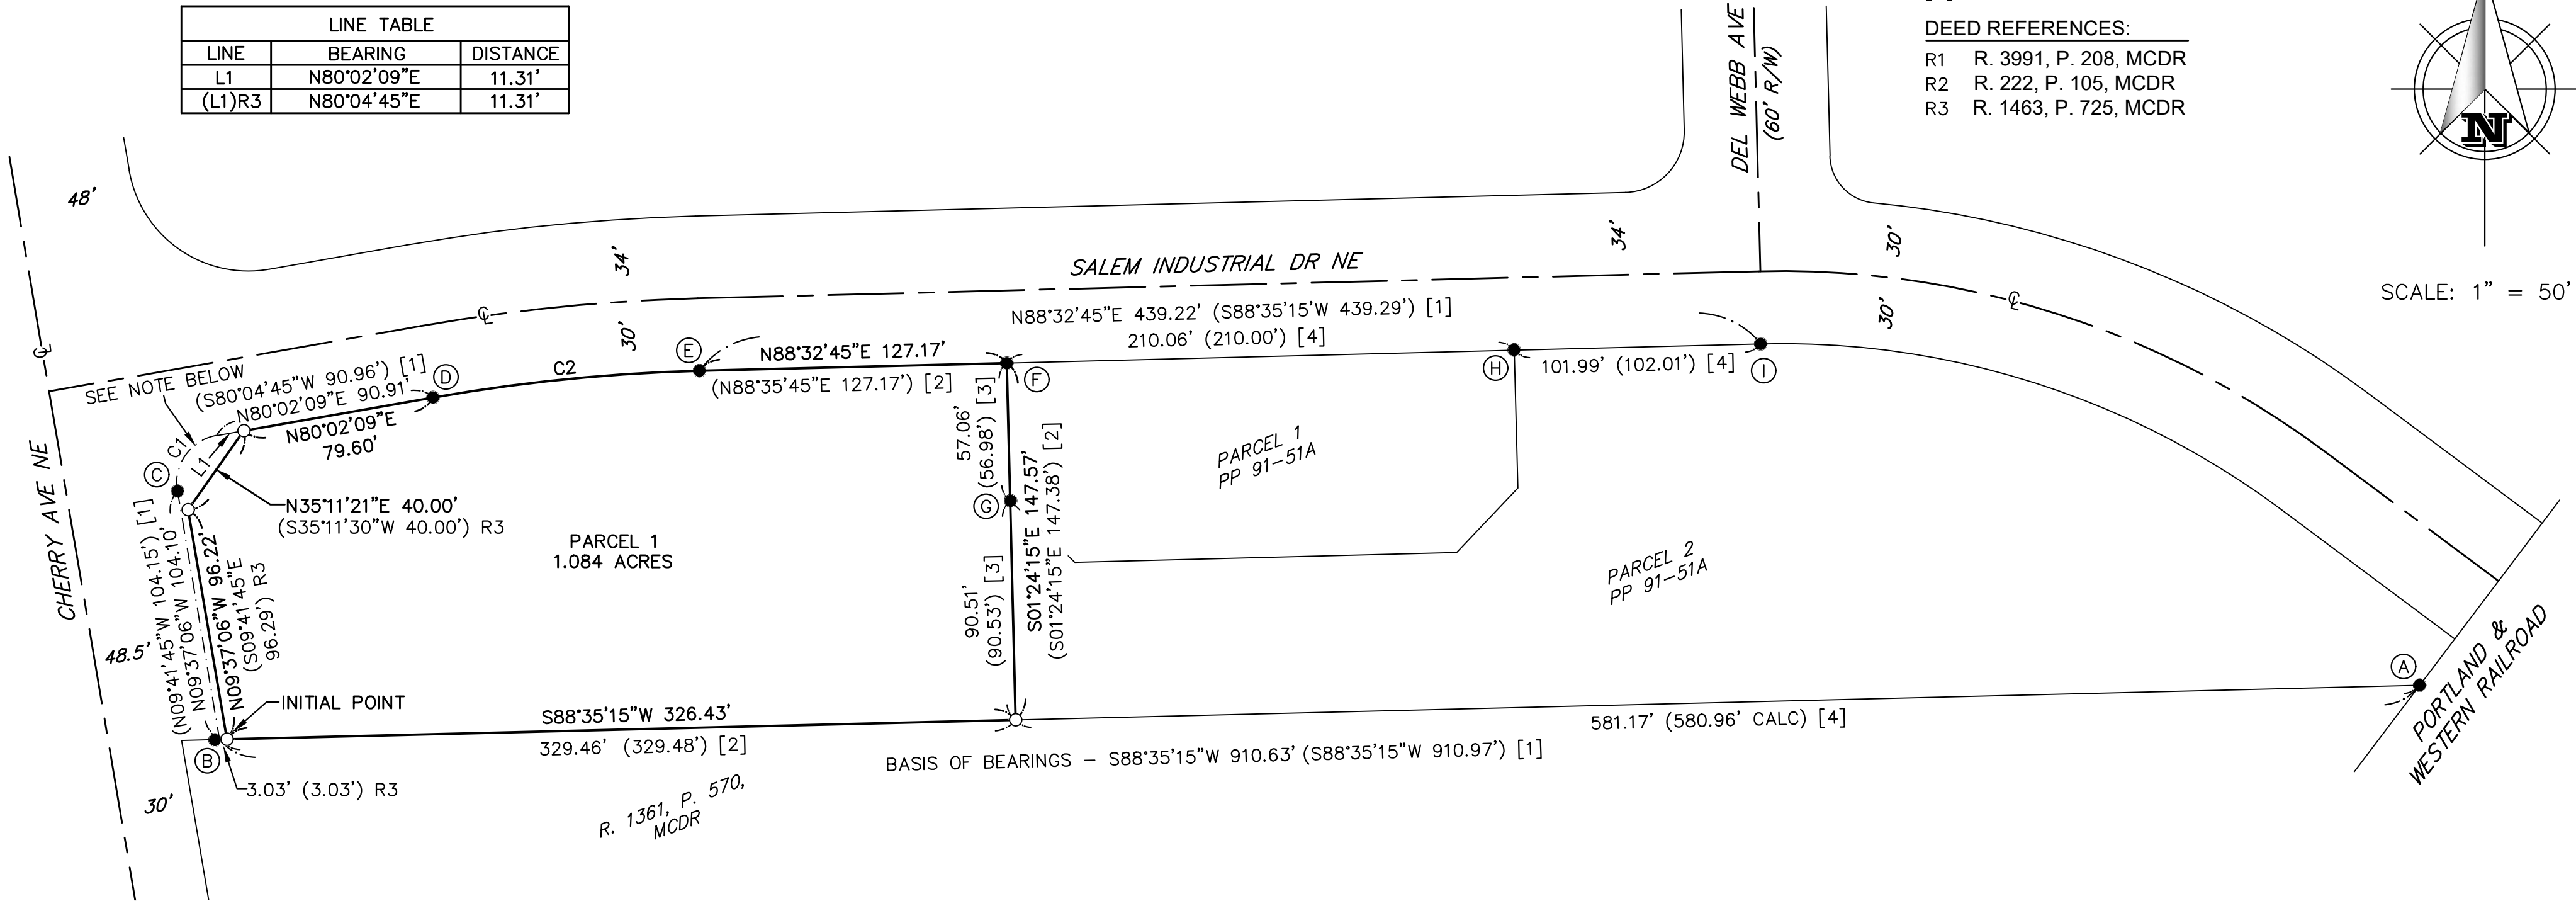 LINE TABLE
LINE BEARING DISTANCE
L1 N80°02'09"E 11.31'
(L1)R3 N80°04'45"E 11.31'
DEED REFERENCES:
R1 R. 3991, P. 208, MCDR
R2 R. 222, P. 105, MCDR
R3 R. 1463, P. 725, MCDR
N
SCALE: 1" = 50'
DEL WEBB AVE
(60' R/W)
48'
34'
34'
30'
SALEM INDUSTRIAL DR NE
30'
30'
N88°32'45"E 439.22' (S88°35'15"W 439.29') [1]
210.06' (210.00') [4]
101.99' (102.01') [4]
E
N88°32'45"E 127.17'
(N88°35'45"E 127.17') [2]
F
H
I
C2
D
SEE NOTE BELOW
(S80°04'45"W 90.96') [1]
N80°02'09"E 90.91'
N80°02'09"E
79.60'
C1
L1
C
N35°11'21"E 40.00'
(S35°11'30"W 40.00') R3
57.06'
(56.98') [3]
G
S01°24'15"E 147.57'
(S01°24'15"E 147.38') [2]
90.51'
(90.53') [3]
PARCEL 1
PP 91-51A
PARCEL 2
PP 91-51A
PARCEL 1
1.084 ACRES
CHERRY AVE NE
48.5'
(N09°41'45"W 104.15') [1]
N09°37'06"W 104.10'
N09°37'06"W 96.22'
(S09°41'45"E
96.29') R3
INITIAL POINT
B
S88°35'15"W 326.43'
329.46' (329.48') [2]
3.03' (3.03') R3
30'
BASIS OF BEARINGS – S88°35'15"W 910.63' (S88°35'15"W 910.97') [1]
581.17' (580.96' CALC) [4]
A
PORTLAND &
WESTERN RAILROAD
R. 1361, P. 570,
MCDR